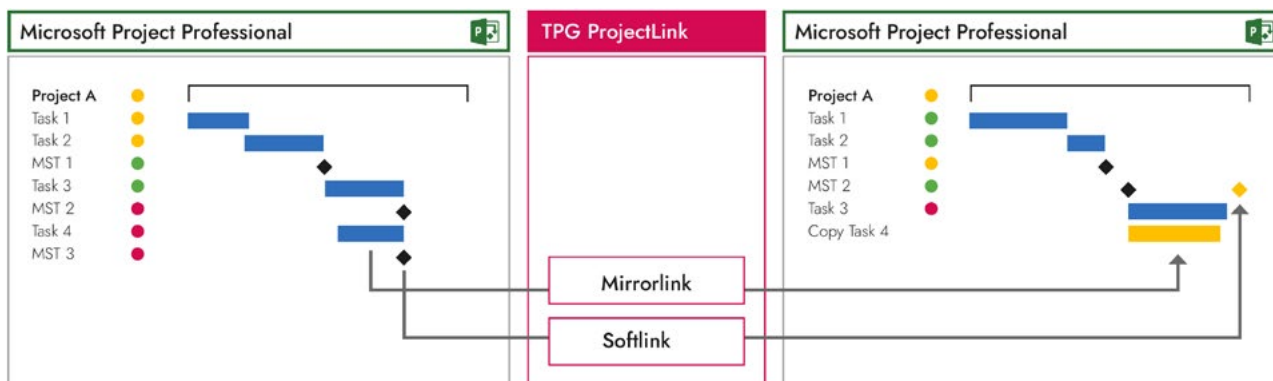 Microsoft Project Professional
P
TPG ProjectLink
Microsoft Project Professional
P
Project A
Task 1
Task 2
MST 1
Task 3
MST 2
Task 4
MST 3
Mirrorlink
Softlink
Project A
Task 1
Task 2
MST 1
MST 2
Task 3
Copy Task 4